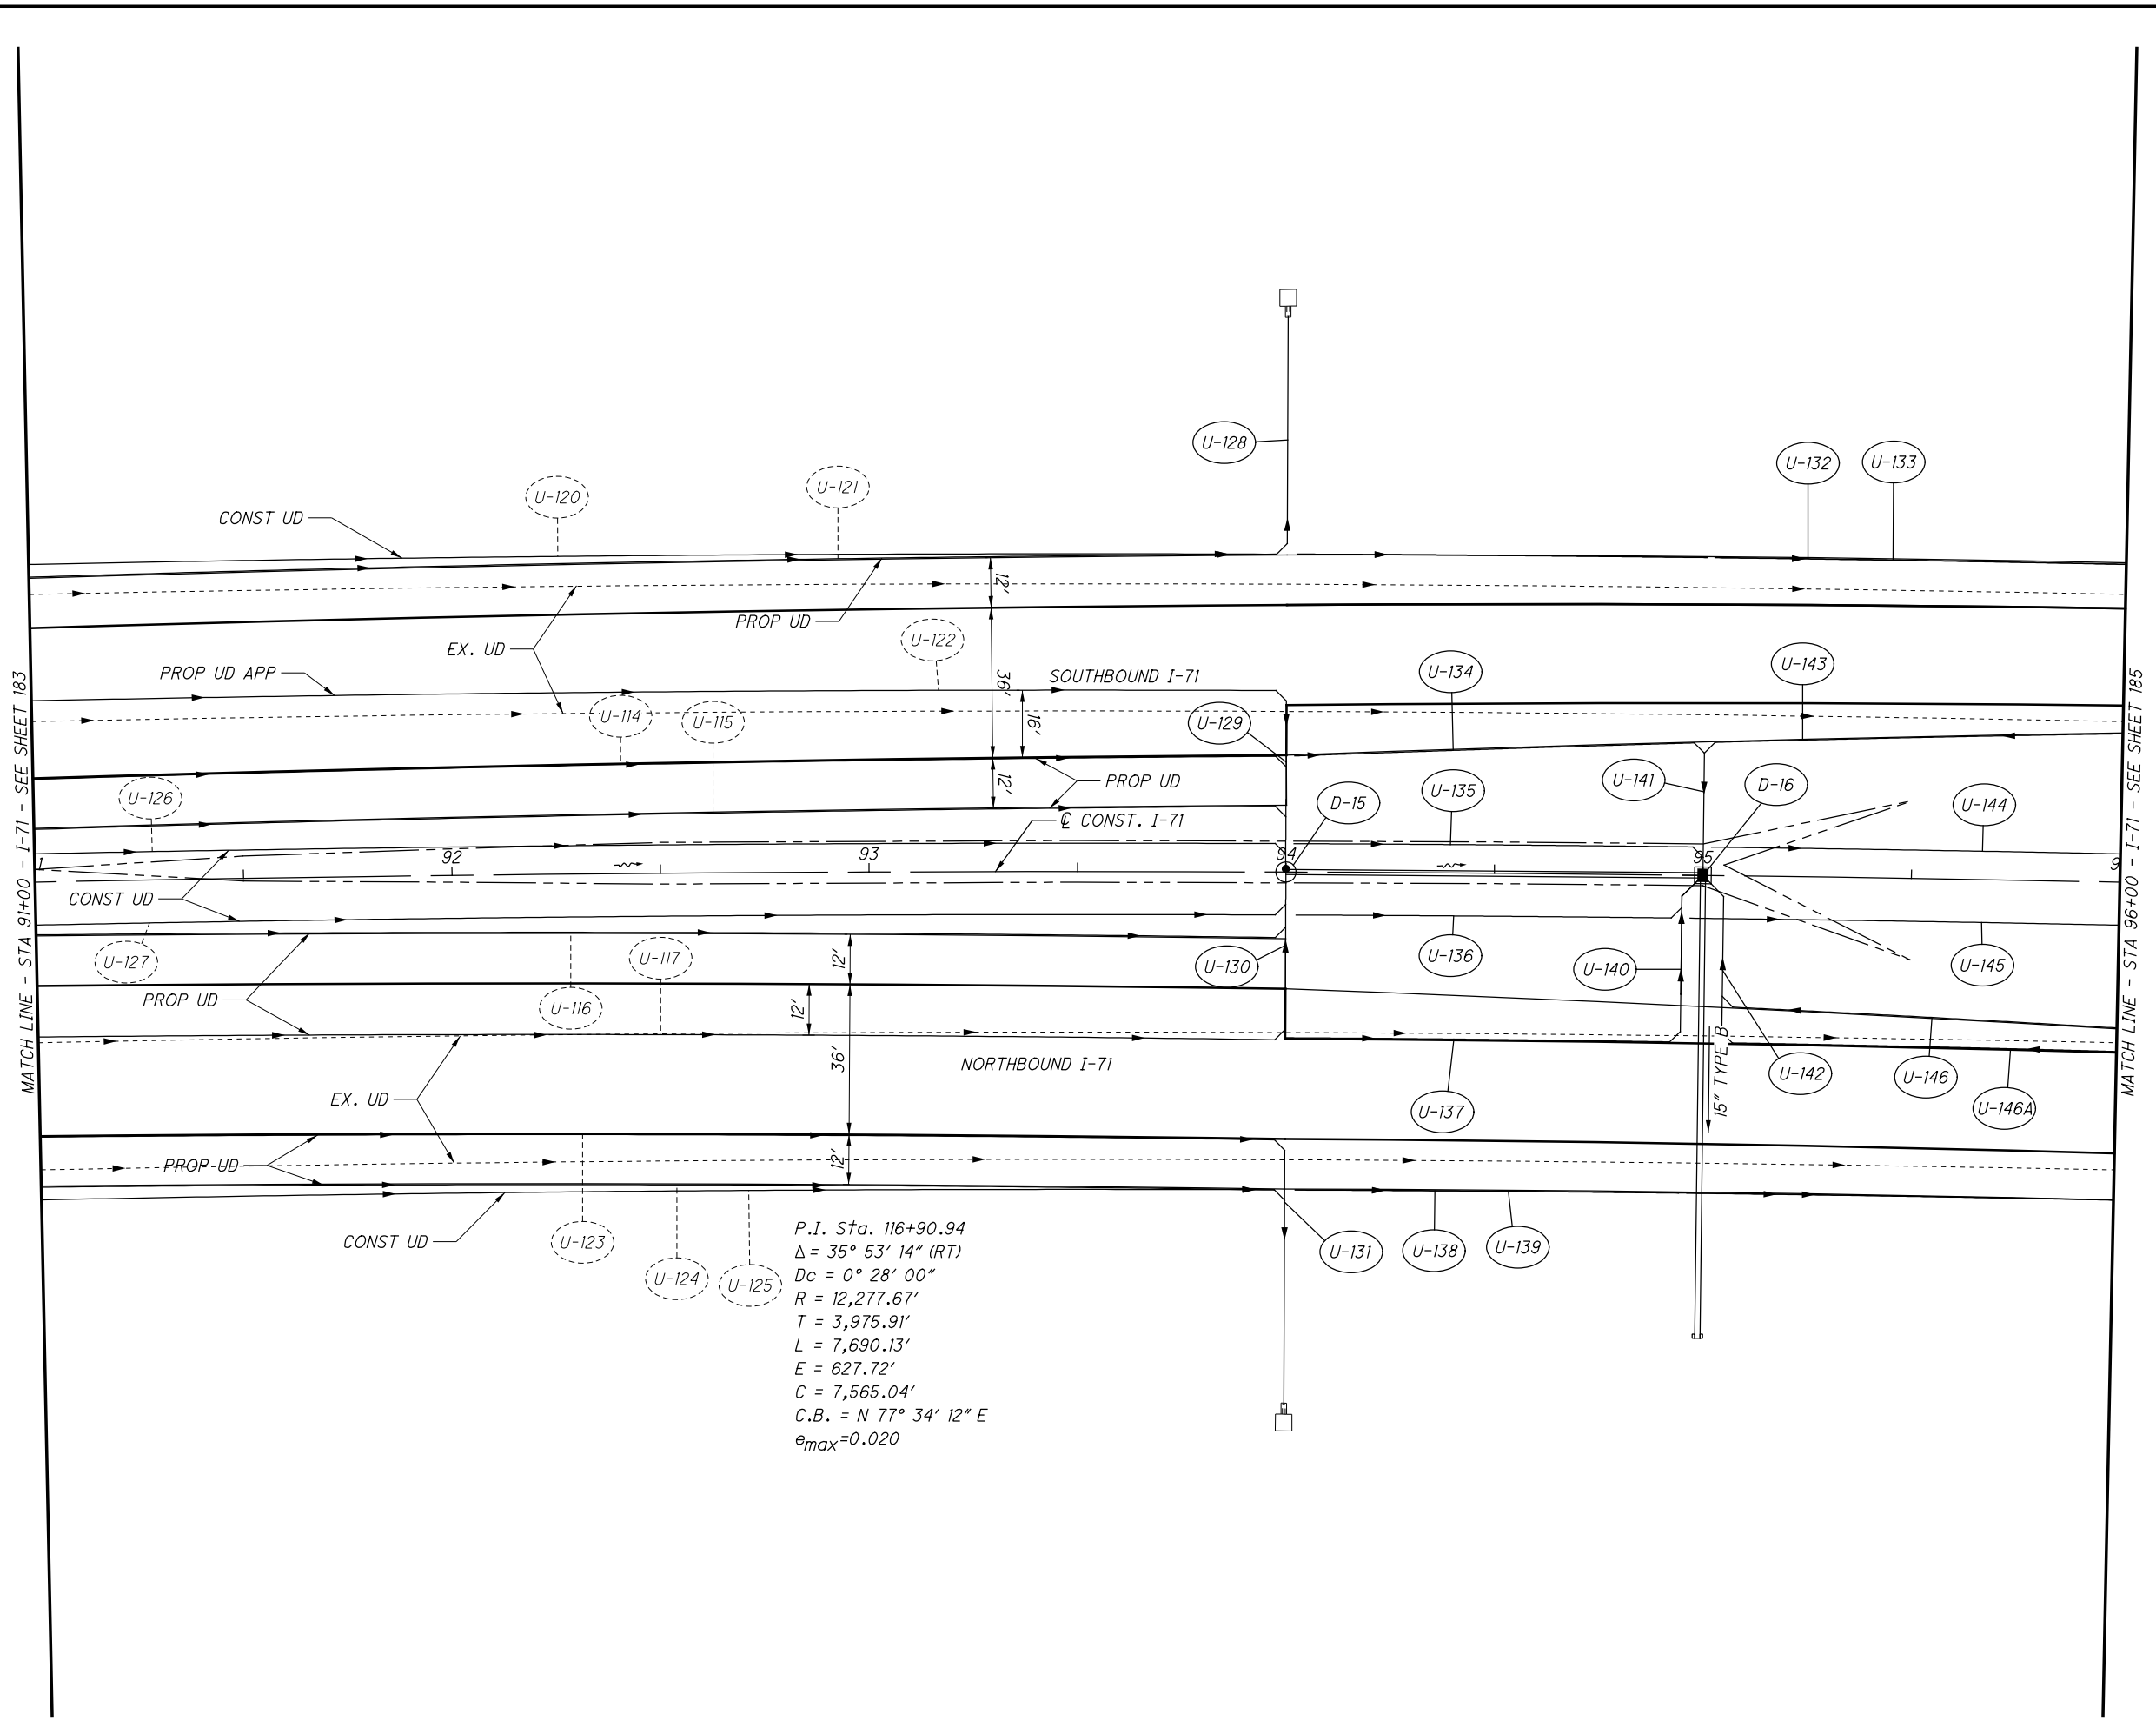 U-128
U-132
U-133
U-120
U-121
CONST UD
12'
PROP UD
U-122
EX. UD
PROP UD APP
SOUTHBOUND I-71
36'
16'
U-134
U-143
U-114
U-115
U-129
12'
PROP UD
U-126
U-141
D-16
U-135
D-15
U-144
℄ CONST. I-71
92
93
94
95
9
CONST UD
U-127
U-117
12'
U-130
U-136
U-140
U-145
PROP UD
U-116
12'
36'
NORTHBOUND I-71
15" TYPE B
U-142
U-146
U-146A
EX. UD
U-137
PROP UD
12'
CONST UD
U-123
U-124
U-125
U-131
U-138
U-139
P.I. Sta. 116+90.94
Δ = 35° 53' 14" (RT)
Dc = 0° 28' 00"
R = 12,277.67'
T = 3,975.91'
L = 7,690.13'
E = 627.72'
C = 7,565.04'
C.B. = N 77° 34' 12" E
emax=0.020
MATCH LINE - STA 91+00 - I-71 - SEE SHEET 183
MATCH LINE - STA 96+00 - I-71 - SEE SHEET 185